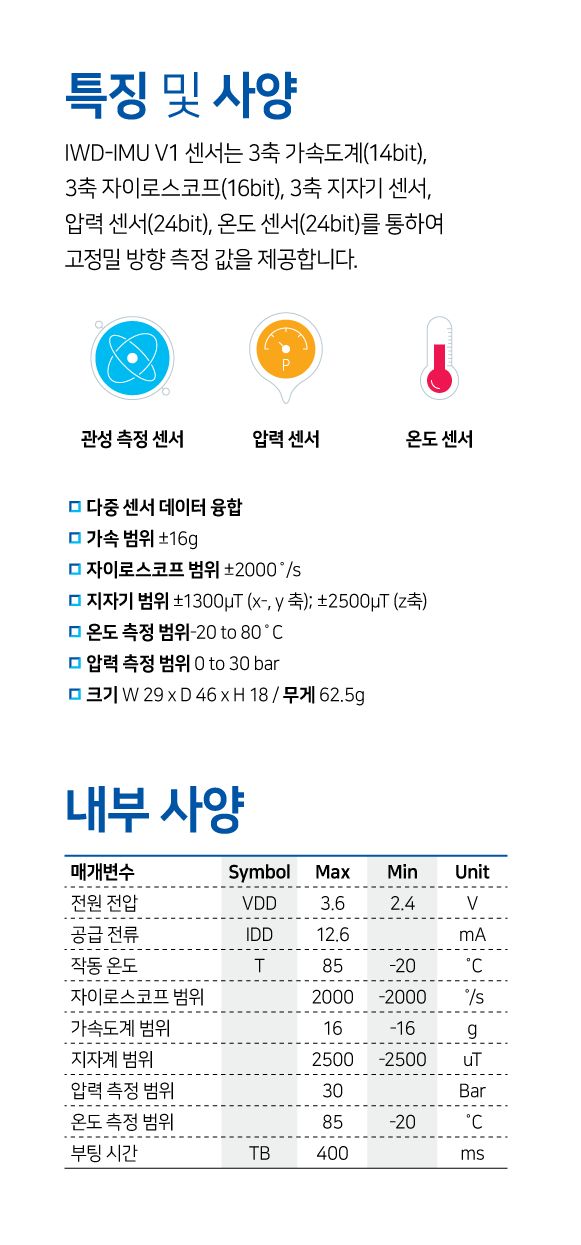 특징 및 사양
IWD-IMU V1 센서는 3축 가속도계(14bit),
3축 자이로스코프(16bit), 3축 지자기 센서,
압력 센서(24bit), 온도 센서(24bit)를 통하여
고정밀 방향 측정 값을 제공합니다.
P
관성 측정 센서 압력 센서 온도 센서
다중 센서 데이터 융합
가속 범위 ±16g
자이로스코프 범위 ±2000˚/s
지자기 범위 ±1300μT (x-, y 축); ±2500μT (z축)
온도 측정 범위-20 to 80˚C
압력 측정 범위 0 to 30 bar
크기 W 29 x D 46 x H 18 / 무게 62.5g
내부 사양
매개변수 Symbol Max Min Unit
전원 전압 VDD 3.6 2.4 V
공급 전류 IDD 12.6 mA
작동 온도 T 85 -20 ˚C
자이로스코프 범위 2000 -2000 ˚/s
가속도계 범위 16 -16 g
지자계 범위 2500 -2500 uT
압력 측정 범위 30 Bar
온도 측정 범위 85 -20 ˚C
부팅 시간 TB 400 ms